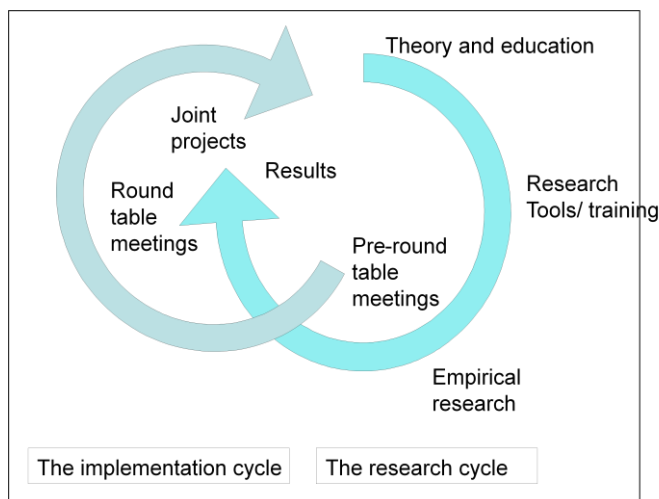 Theory and education
Joint
projects
Results
Round
table
meetings
Research
Tools/ training
Pre-round
table
meetings
Empirical
research
The implementation cycle
The research cycle